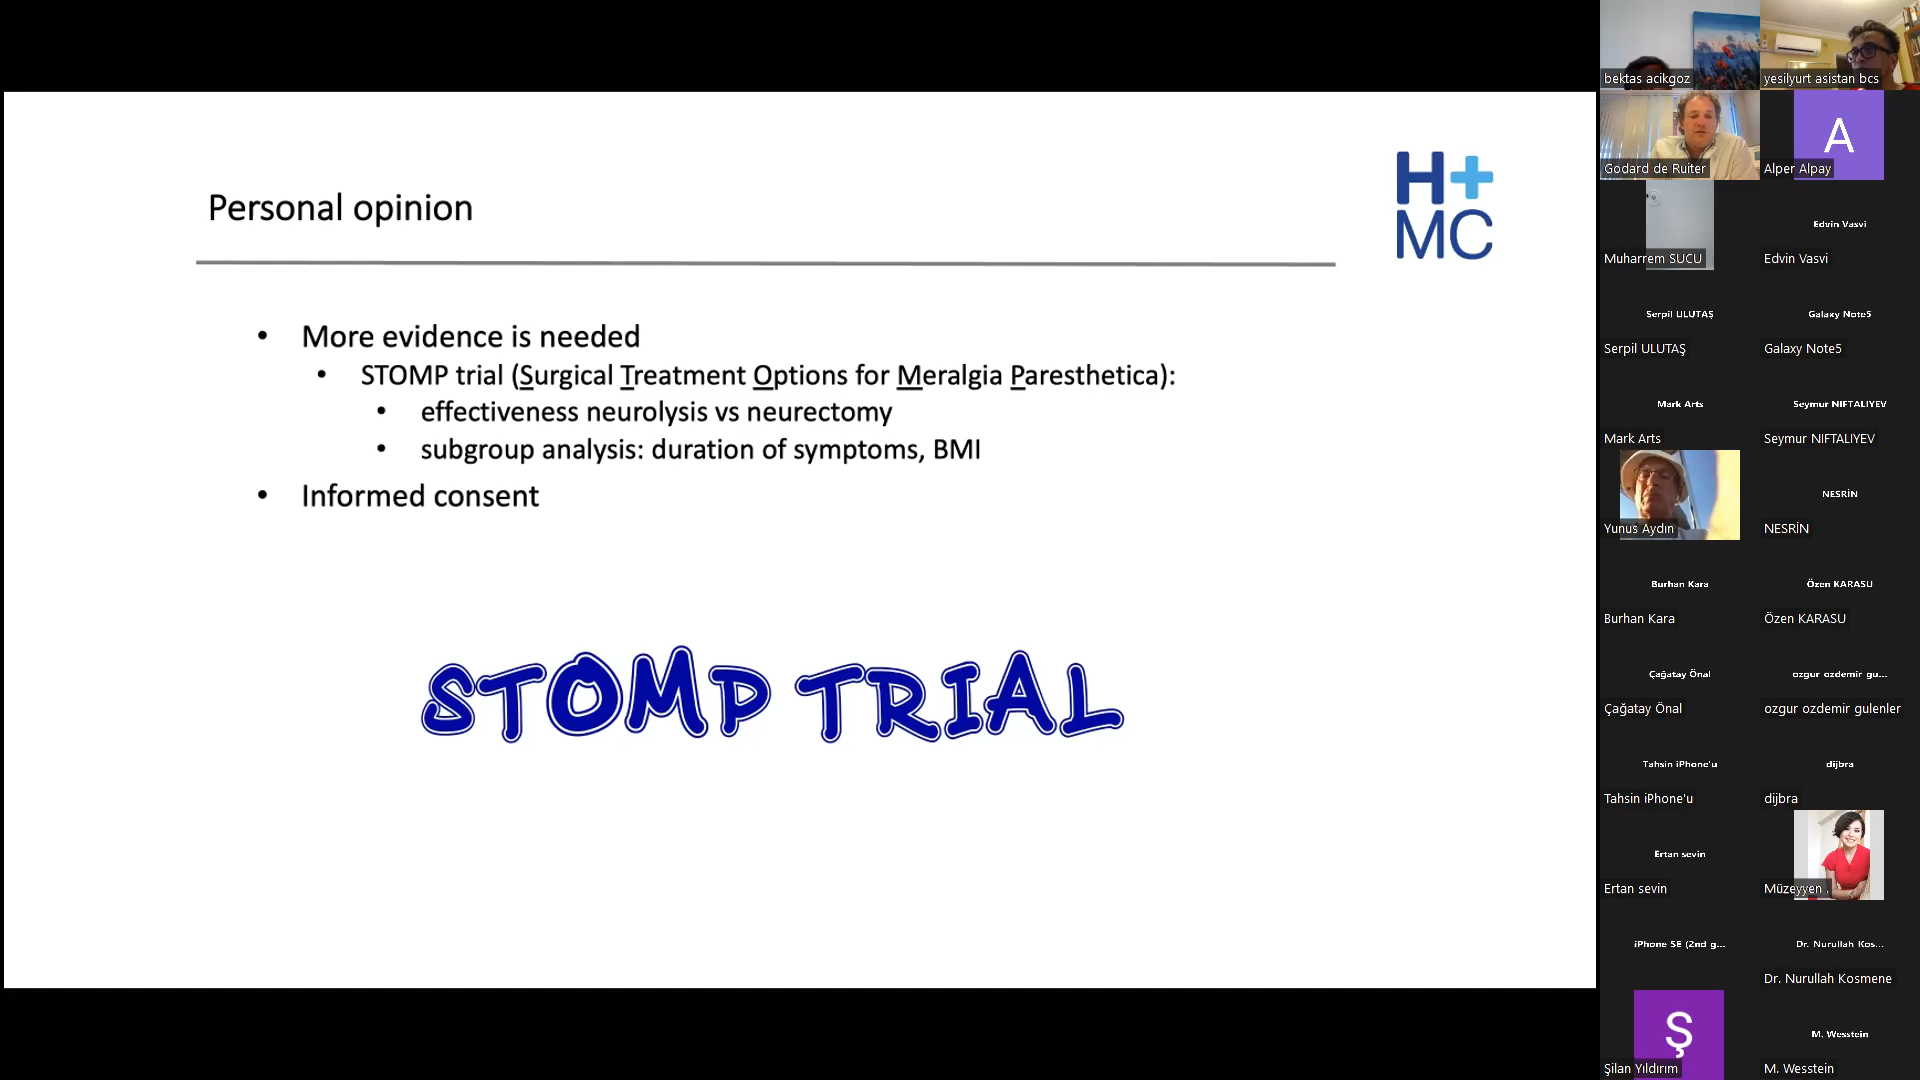 Personal opinion
H+
MC
• More evidence is needed
• STOMP trial (Surgical Treatment Options for Meralgia Paresthetica):
• effectiveness neurolysis vs neurectomy
• subgroup analysis: duration of symptoms, BMI
• Informed consent
STOMP TRIAL
bektas acikgoz
yesilyurt asistan bcs
Godard de Ruiter
A
Alper Alpay
Muharrem SUCU
Edvin Vasvi
Edvin Vasvi
Serpil ULUTAŞ
Serpil ULUTAŞ
Galaxy Note5
Galaxy Note5
Mark Arts
Mark Arts
Seymur NIFTALIYEV
Seymur NIFTALIYEV
Yunus Aydın
NESRİN
NESRİN
Burhan Kara
Burhan Kara
Özen KARASU
Özen KARASU
Çağatay Önal
Çağatay Önal
ozgur ozdemir gu...
ozgur ozdemir gulenler
Tahsin iPhone'u
Tahsin iPhone'u
dijbra
dijbra
Ertan sevin
Ertan sevin
Müzeyyen .
iPhone SE (2nd g...
Dr. Nurullah Kos...
Dr. Nurullah Kosmene
Ş
Şilan Yıldırım
M. Wesstein
M. Wesstein